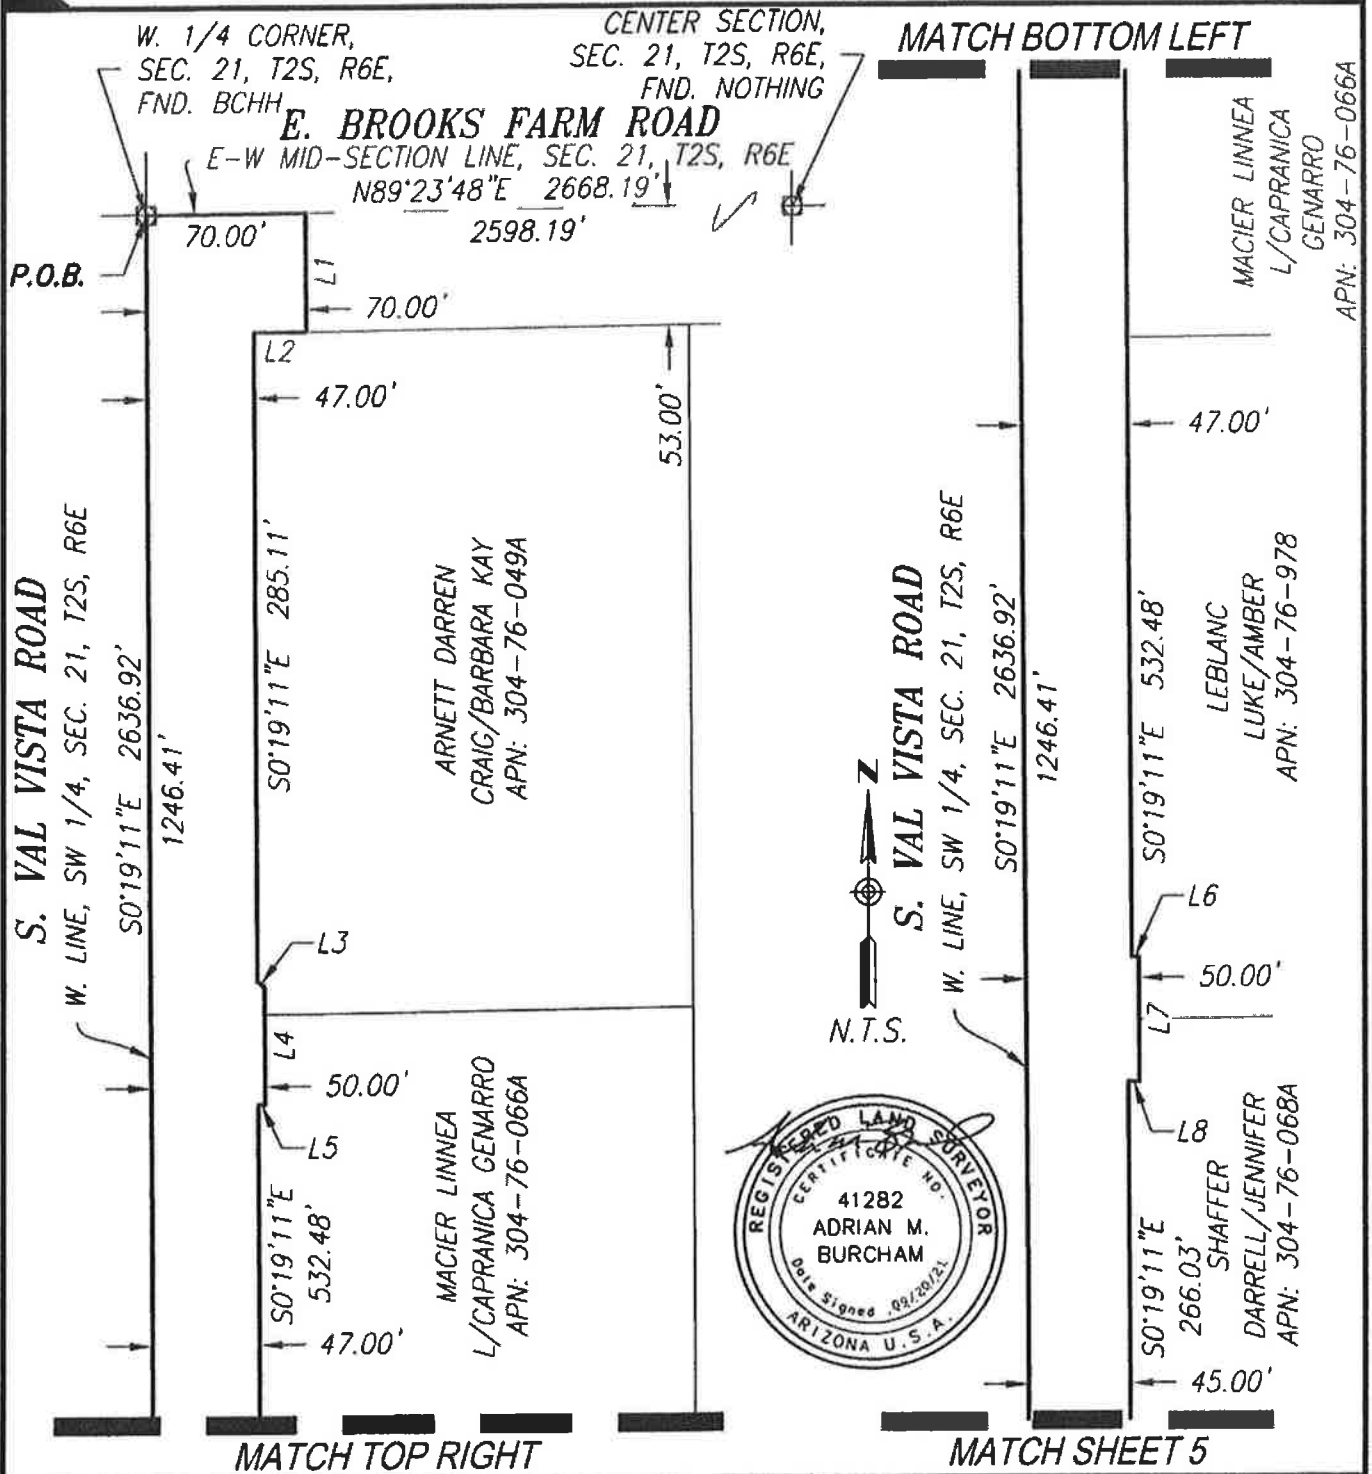 W. 1/4 CORNER,
SEC. 21, T2S, R6E,
FND. BCHH
CENTER SECTION,
SEC. 21, T2S, R6E,
FND. NOTHING
E. BROOKS FARM ROAD
E-W MID-SECTION LINE, SEC. 21, T2S, R6E
N89°23'48"E 2668.19'
70.00'
2598.19'
P.O.B.
L1
70.00'
L2
47.00'
53.00'
S. VAL VISTA ROAD
W. LINE, SW 1/4, SEC. 21, T2S, R6E
S0°19'11"E 2636.92'
1246.41'
S0°19'11"E 285.11'
ARNETT DARREN
CRAIG/BARBARA KAY
APN: 304-76-049A
L3
L4
50.00'
L5
S0°19'11"E
532.48'
MACIER LINNEA
L/CAPRANICA GENARRO
APN: 304-76-066A
47.00'
MATCH TOP RIGHT
MATCH BOTTOM LEFT
MACIER LINNEA
L/CAPRANICA
GENARRO
APN: 304-76-066A
47.00'
S. VAL VISTA ROAD
W. LINE, SW 1/4, SEC. 21, T2S, R6E
S0°19'11"E 2636.92'
1246.41'
S0°19'11"E 532.48'
LEBLANC
LUKE/AMBER
APN: 304-76-978
L6
50.00'
L7
L8
S0°19'11"E
266.03'
SHAFFER
DARRELL/JENNIFER
APN: 304-76-068A
45.00'
MATCH SHEET 5
N
N.T.S.
REGISTERED LAND SURVEYOR
CERTIFICATE NO.
41282
ADRIAN M.
BURCHAM
Date Signed 09/20/21
ARIZONA U.S.A.